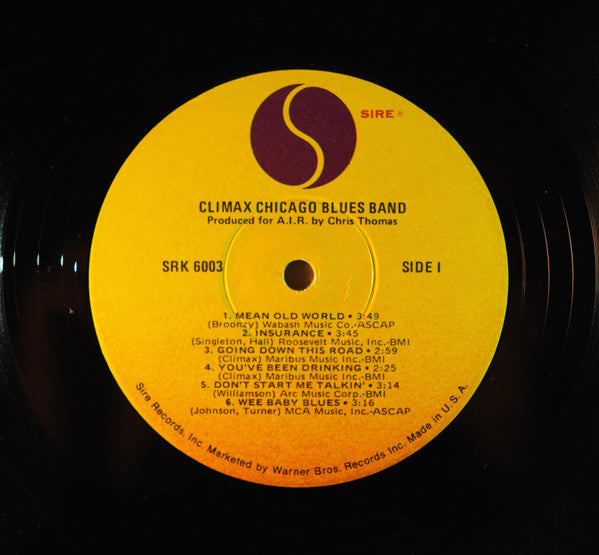 SIRE ®
CLIMAX CHICAGO BLUES BAND
Produced for A.I.R. by Chris Thomas
SRK 6003
SIDE I
1. MEAN OLD WORLD • 3:49
(Broonzy) Wabash Music Co.-ASCAP
2. INSURANCE • 3:45
(Singleton, Hall) Roosevelt Music, Inc.-BMI
3. GOING DOWN THIS ROAD • 2:59
(Climax) Maribus Music Inc.-BMI
4. YOU'VE BEEN DRINKING • 2:25
(Climax) Maribus Music Inc.-BMI
5. DON'T START ME TALKIN' • 3:14
(Williamson) Arc Music Corp.-BMI
6. WEE BABY BLUES • 3:16
(Johnson, Turner) MCA Music, Inc.-ASCAP
Sire Records, Inc. Marketed by Warner Bros. Records Inc. Made in U.S.A.